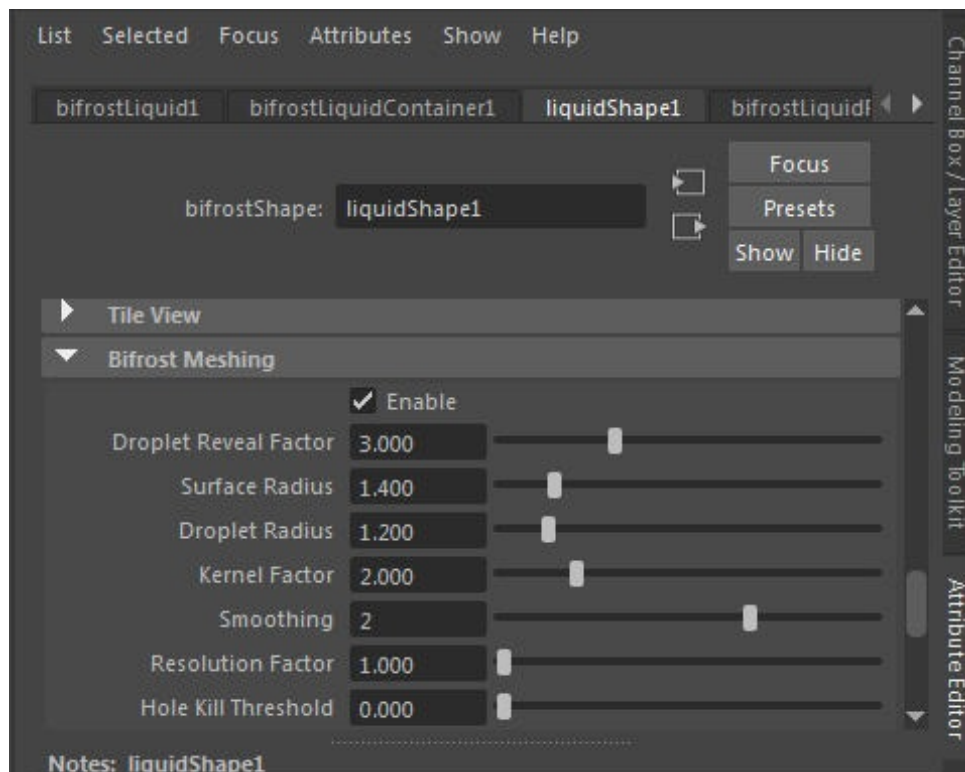 List Selected Focus Attributes Show Help
bifrostLiquid1 bifrostLiquidContainer1 liquidShape1
Focus
bifrostShape: liquidShape1 Presets
Show Hide
Tile View
Bifrost Meshing
Enable
Droplet Reveal Factor 3.000
Surface Radius 1.400
Droplet Radius 1.200
Kernel Factor 2.000
Smoothing 2
Resolution Factor 1.000
Hole Kill Threshold 0.000
Notes: liquidShape1
Channel Box / Layer Editor
Modeling Toolkit
Attribute Editor